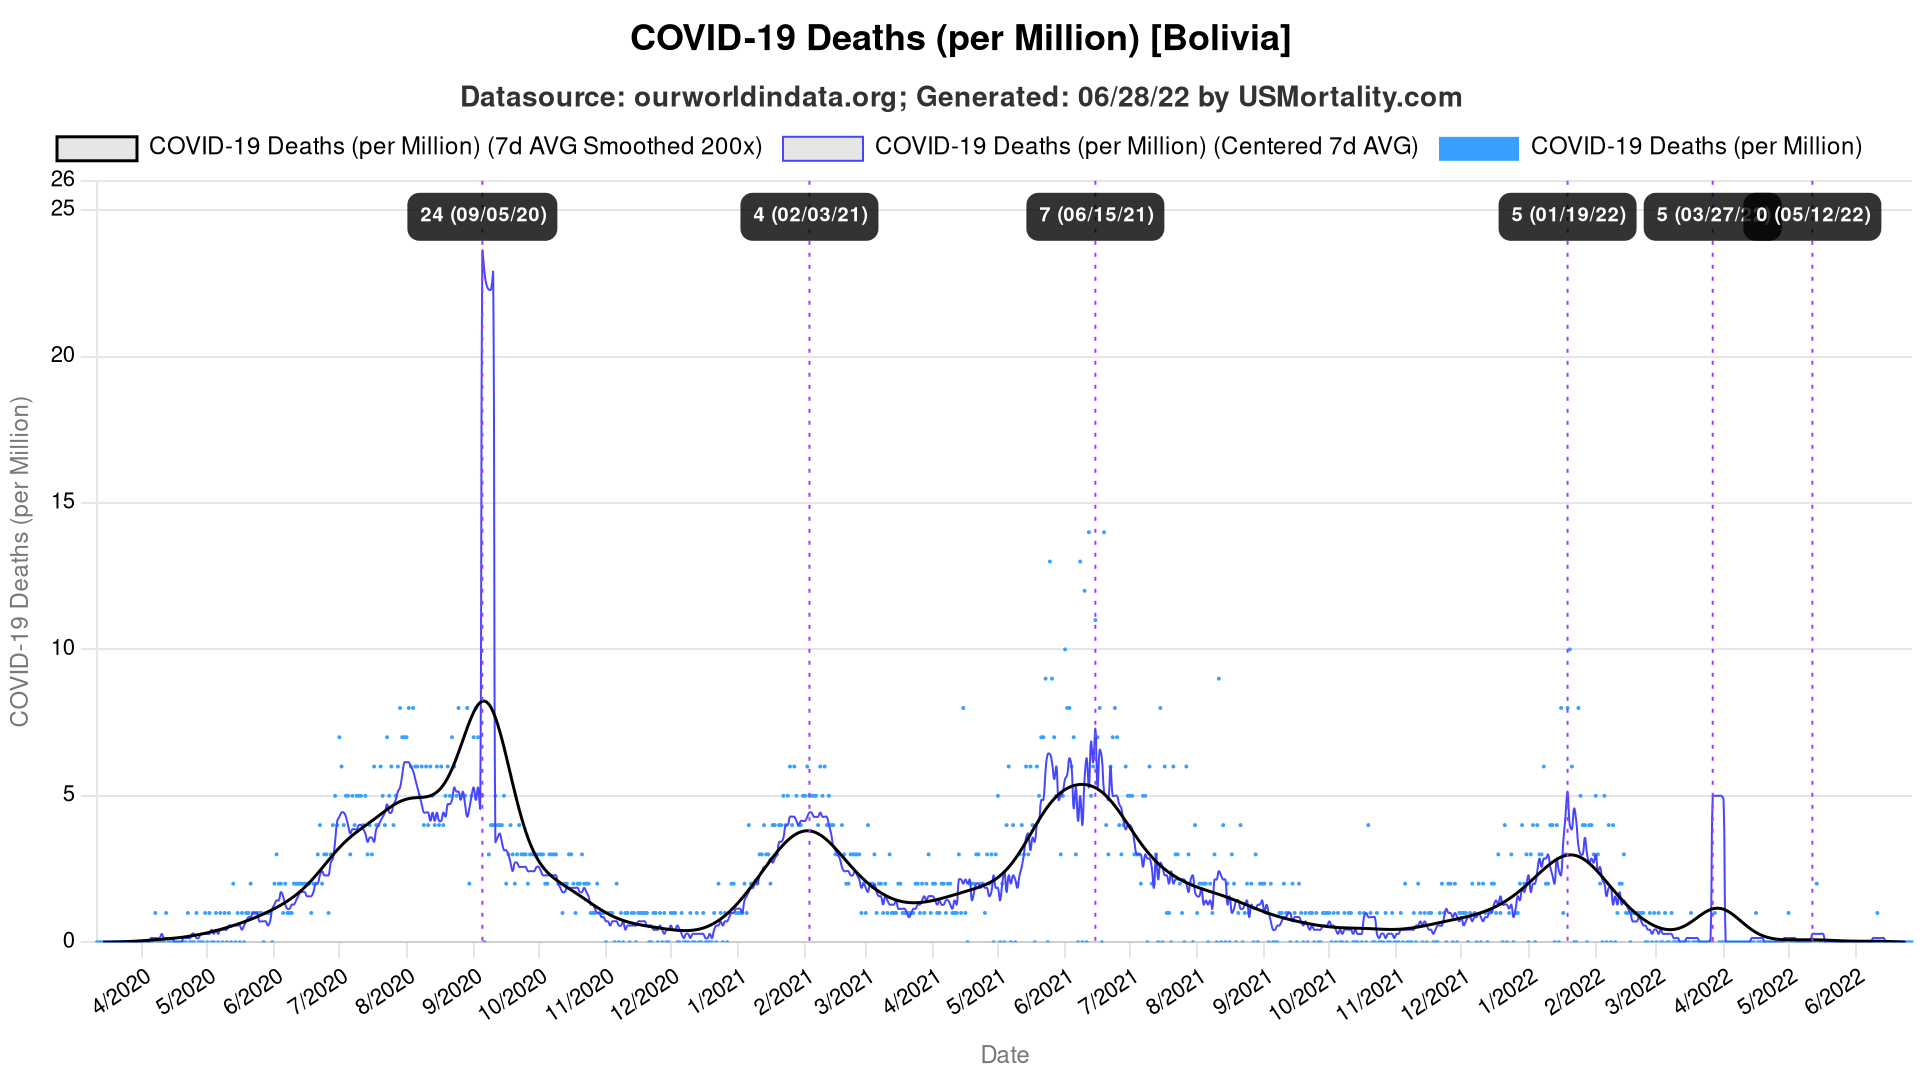 COVID-19 Deaths (per Million) [Bolivia]
Datasource: ourworldindata.org; Generated: 06/28/22 by USMortality.com
COVID-19 Deaths (per Million) (7d AVG Smoothed 200x) COVID-19 Deaths (per Million) (Centered 7d AVG) COVID-19 Deaths (per Million)
26
25
24 (09/05/20) 4 (02/03/21) 7 (06/15/21) 5 (01/19/22) 5 (03/27/22) 0 (05/12/22)
20
15
10
5
0
COVID-19 Deaths (per Million)
4/2020 5/2020 6/2020 7/2020 8/2020 9/2020 10/2020 11/2020 12/2020 1/2021 2/2021 3/2021 4/2021 5/2021 6/2021 7/2021 8/2021 9/2021 10/2021 11/2021 12/2021 1/2022 2/2022 3/2022 4/2022 5/2022 6/2022
Date